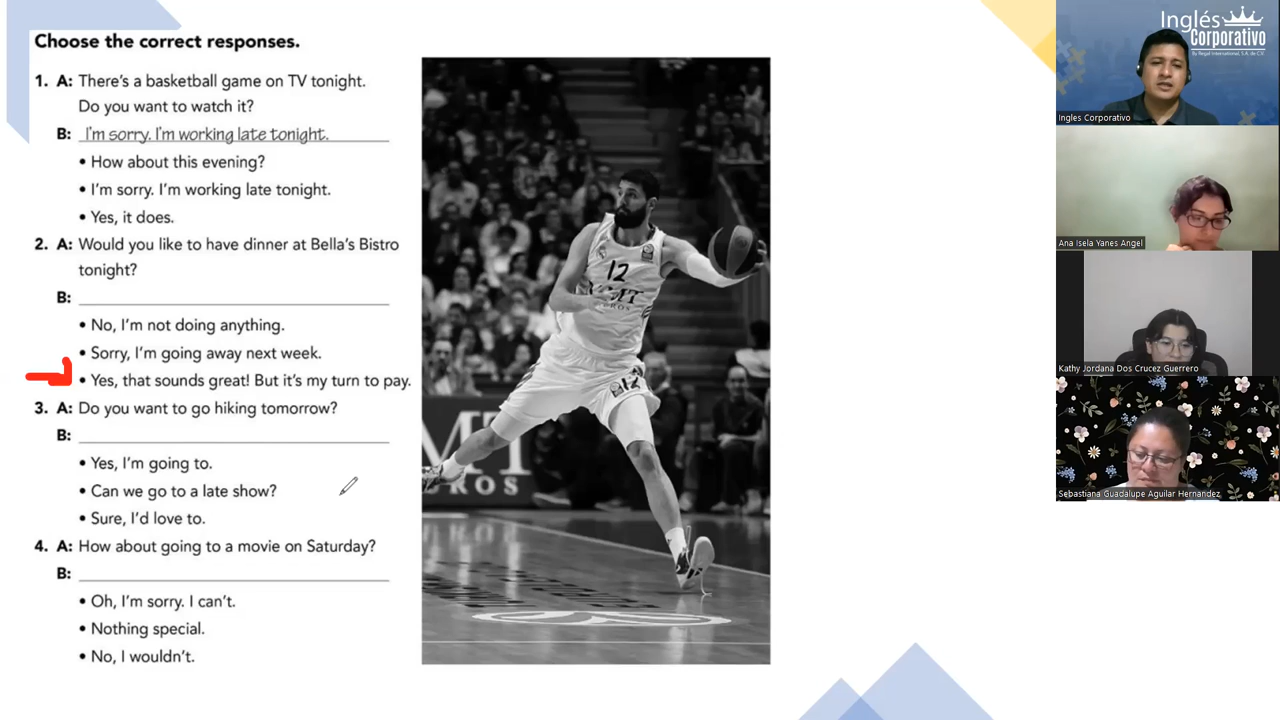 Choose the correct responses.
1. A: There's a basketball game on TV tonight.
Do you want to watch it?
B: I'm sorry. I'm working late tonight.
• How about this evening?
• I'm sorry. I'm working late tonight.
• Yes, it does.
2. A: Would you like to have dinner at Bella's Bistro
tonight?
B:
• No, I'm not doing anything.
• Sorry, I'm going away next week.
• Yes, that sounds great! But it's my turn to pay.
3. A: Do you want to go hiking tomorrow?
B:
• Yes, I'm going to.
• Can we go to a late show?
• Sure, I'd love to.
4. A: How about going to a movie on Saturday?
B:
• Oh, I'm sorry. I can't.
• Nothing special.
• No, I wouldn't.
12
12
Inglés
Corporativo
By Regal International, S.A. de C.V.
Ingles Corporativo
Ana Isela Yanes Angel
Kathy Jordana Dos Crucez Guerrero
Sebastiana Guadalupe Aguilar Hernandez